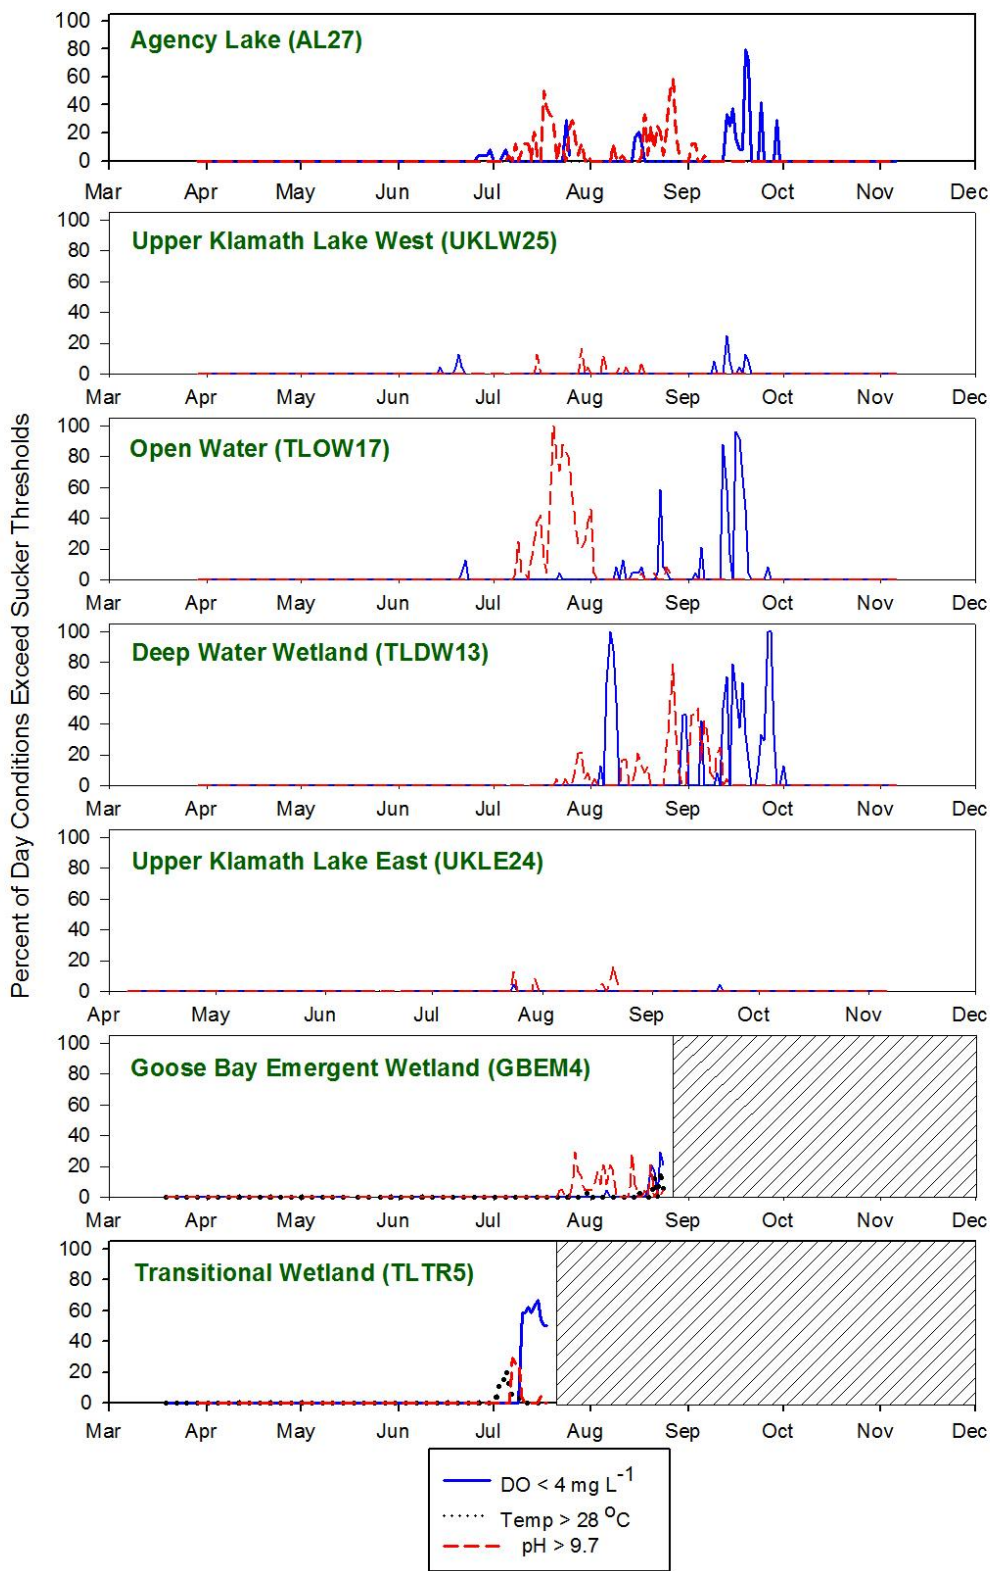 Percent of Day Conditions Exceed Sucker Thresholds
Agency Lake (AL27)
100
80
60
40
20
0
Mar Apr May Jun Jul Aug Sep Oct Nov Dec
Upper Klamath Lake West (UKLW25)
100
80
60
40
20
0
Mar Apr May Jun Jul Aug Sep Oct Nov Dec
Open Water (TLOW17)
100
80
60
40
20
0
Mar Apr May Jun Jul Aug Sep Oct Nov Dec
Deep Water Wetland (TLDW13)
100
80
60
40
20
0
Mar Apr May Jun Jul Aug Sep Oct Nov Dec
Upper Klamath Lake East (UKLE24)
100
80
60
40
20
0
Apr May Jun Jul Aug Sep Oct Nov Dec
Goose Bay Emergent Wetland (GBEM4)
100
80
60
40
20
0
Mar Apr May Jun Jul Aug Sep Oct Nov Dec
Transitional Wetland (TLTR5)
100
80
60
40
20
0
Mar Apr May Jun Jul Aug Sep Oct Nov Dec
DO < 4 mg L⁻¹
Temp > 28 °C
pH > 9.7